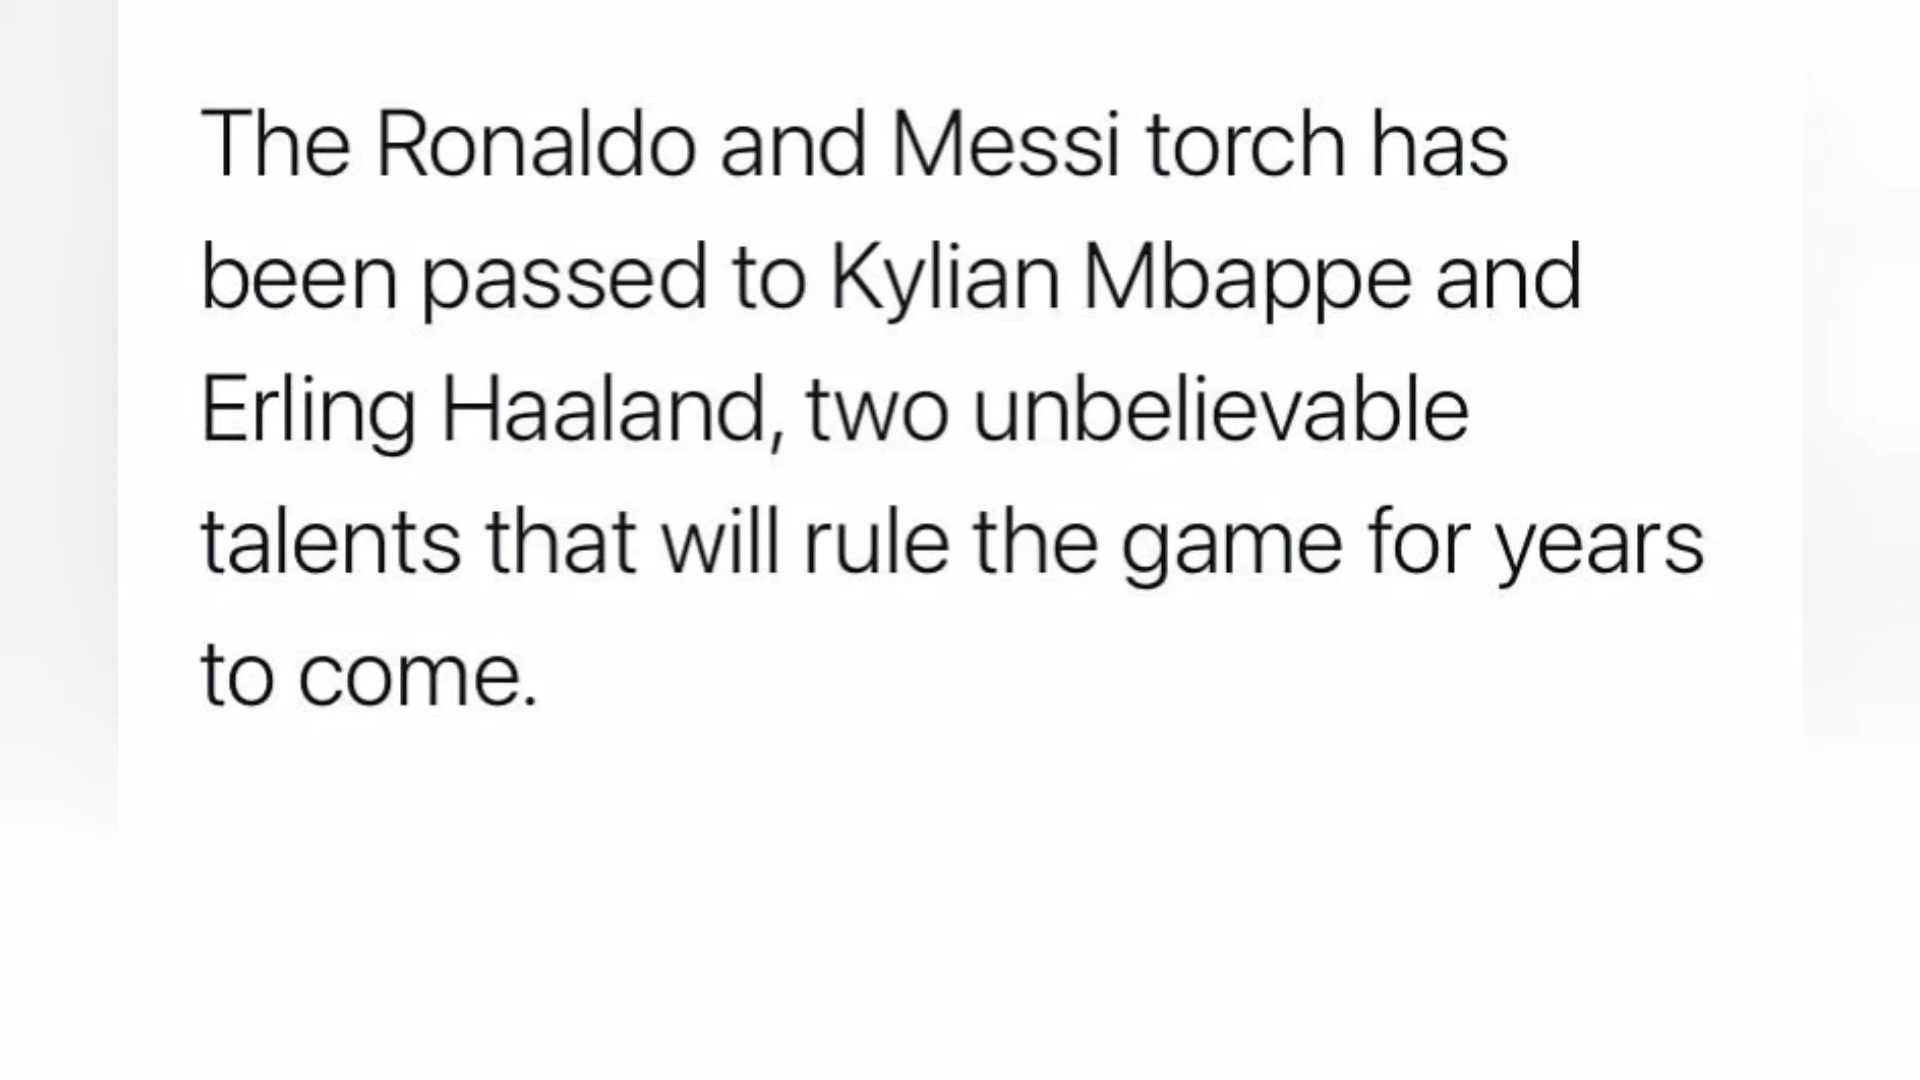 The Ronaldo and Messi torch has
been passed to Kylian Mbappe and
Erling Haaland, two unbelievable
talents that will rule the game for years
to come.